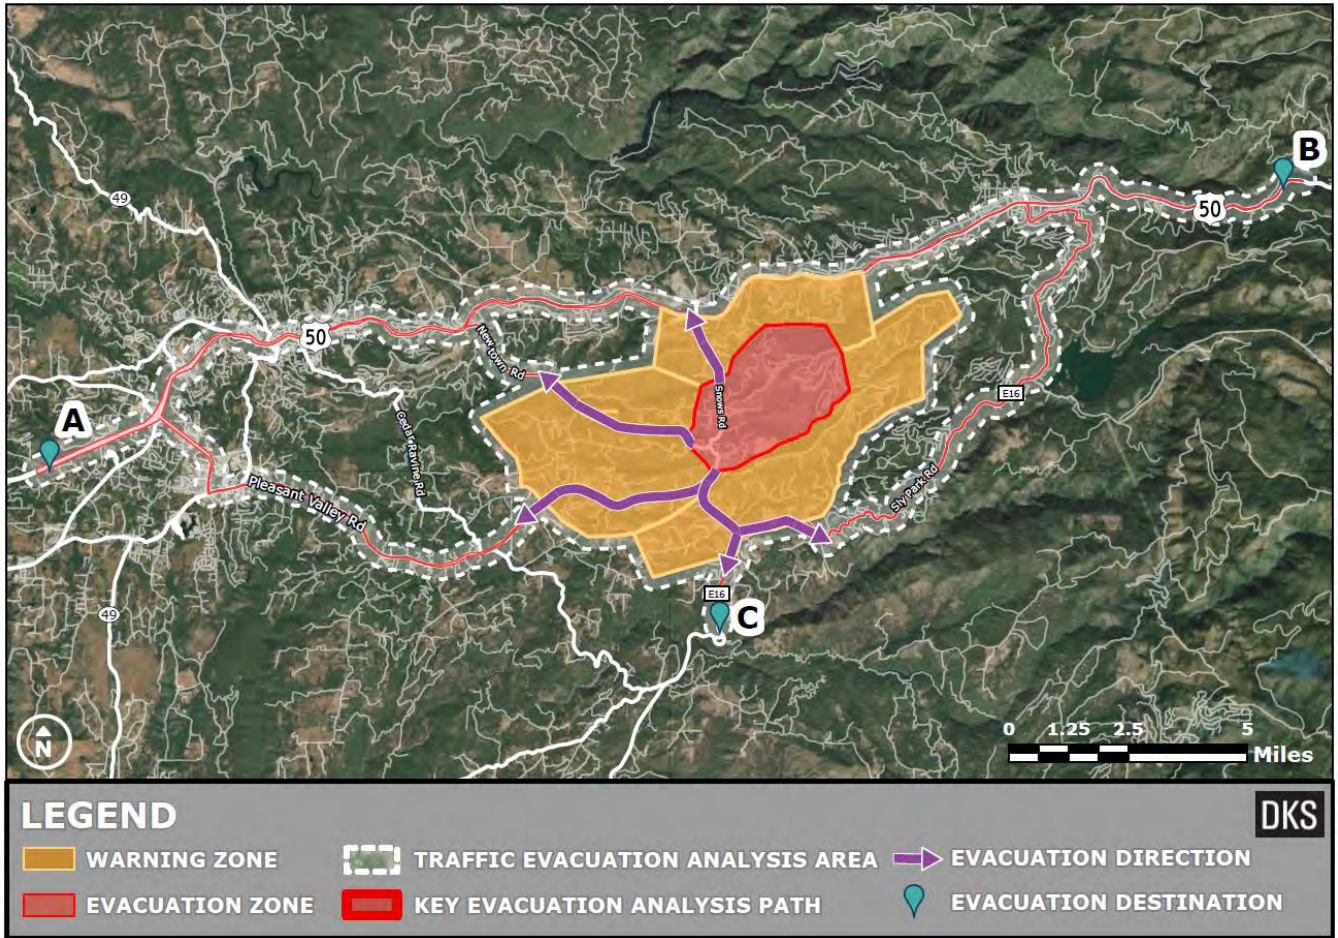 B
50
49
50
Newtown Rd
Snows Rd
E16
A
Cedar Ravine Rd
Pleasant Valley Rd
Sly Park Rd
E16
C
49
N
0 1.25 2.5 5
Miles
LEGEND
DKS
WARNING ZONE
TRAFFIC EVACUATION ANALYSIS AREA
EVACUATION DIRECTION
EVACUATION ZONE
KEY EVACUATION ANALYSIS PATH
EVACUATION DESTINATION